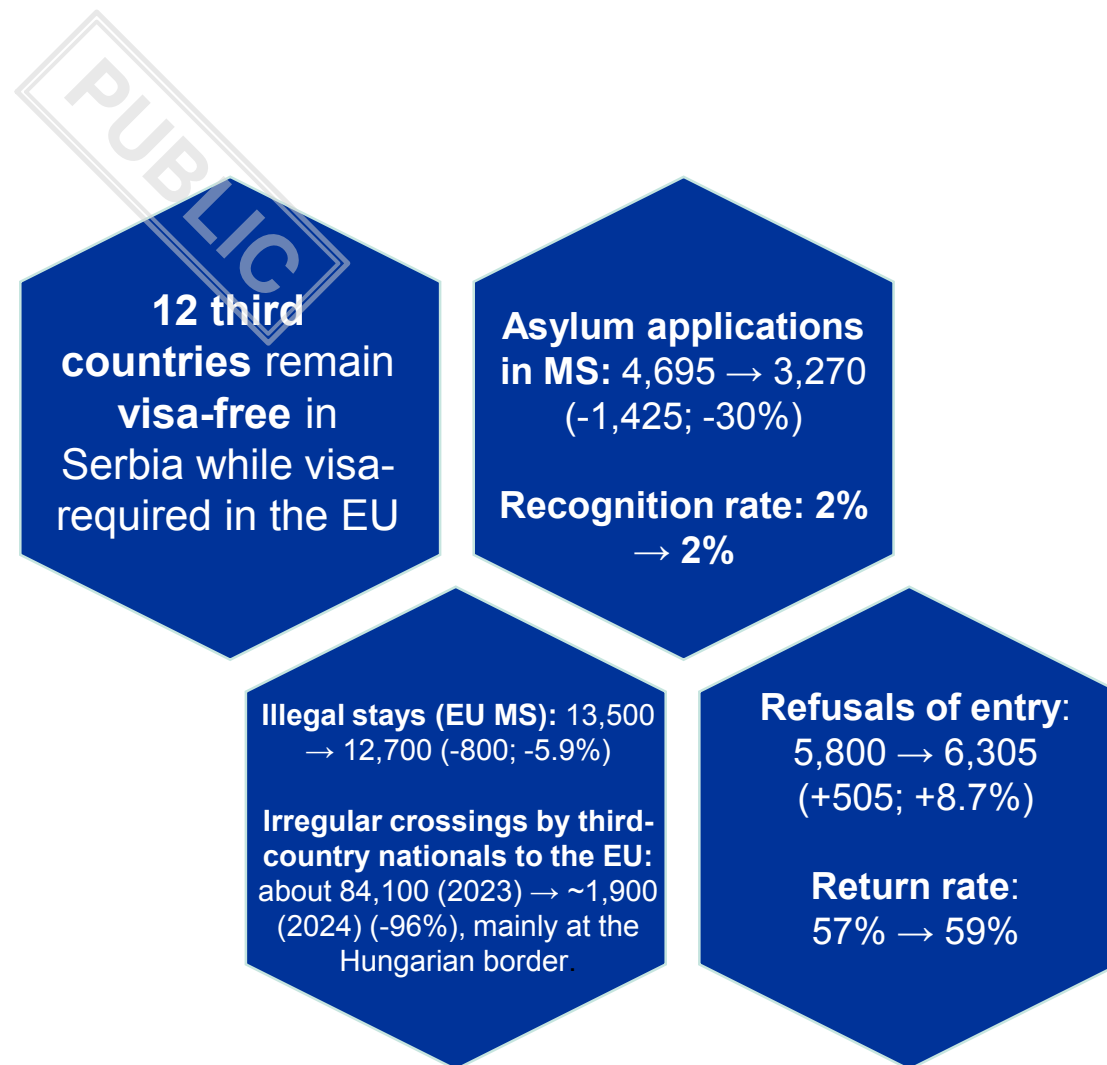 PUBLIC
12 third
countries remain
visa-free in
Serbia while visa-
required in the EU
Asylum applications
in MS: 4,695 → 3,270
(-1,425; -30%)
Recognition rate: 2%
→ 2%
Illegal stays (EU MS): 13,500
→ 12,700 (-800; -5.9%)
Irregular crossings by third-
country nationals to the EU:
about 84,100 (2023) → ~1,900
(2024) (-96%), mainly at the
Hungarian border.
Refusals of entry:
5,800 → 6,305
(+505; +8.7%)
Return rate:
57% → 59%